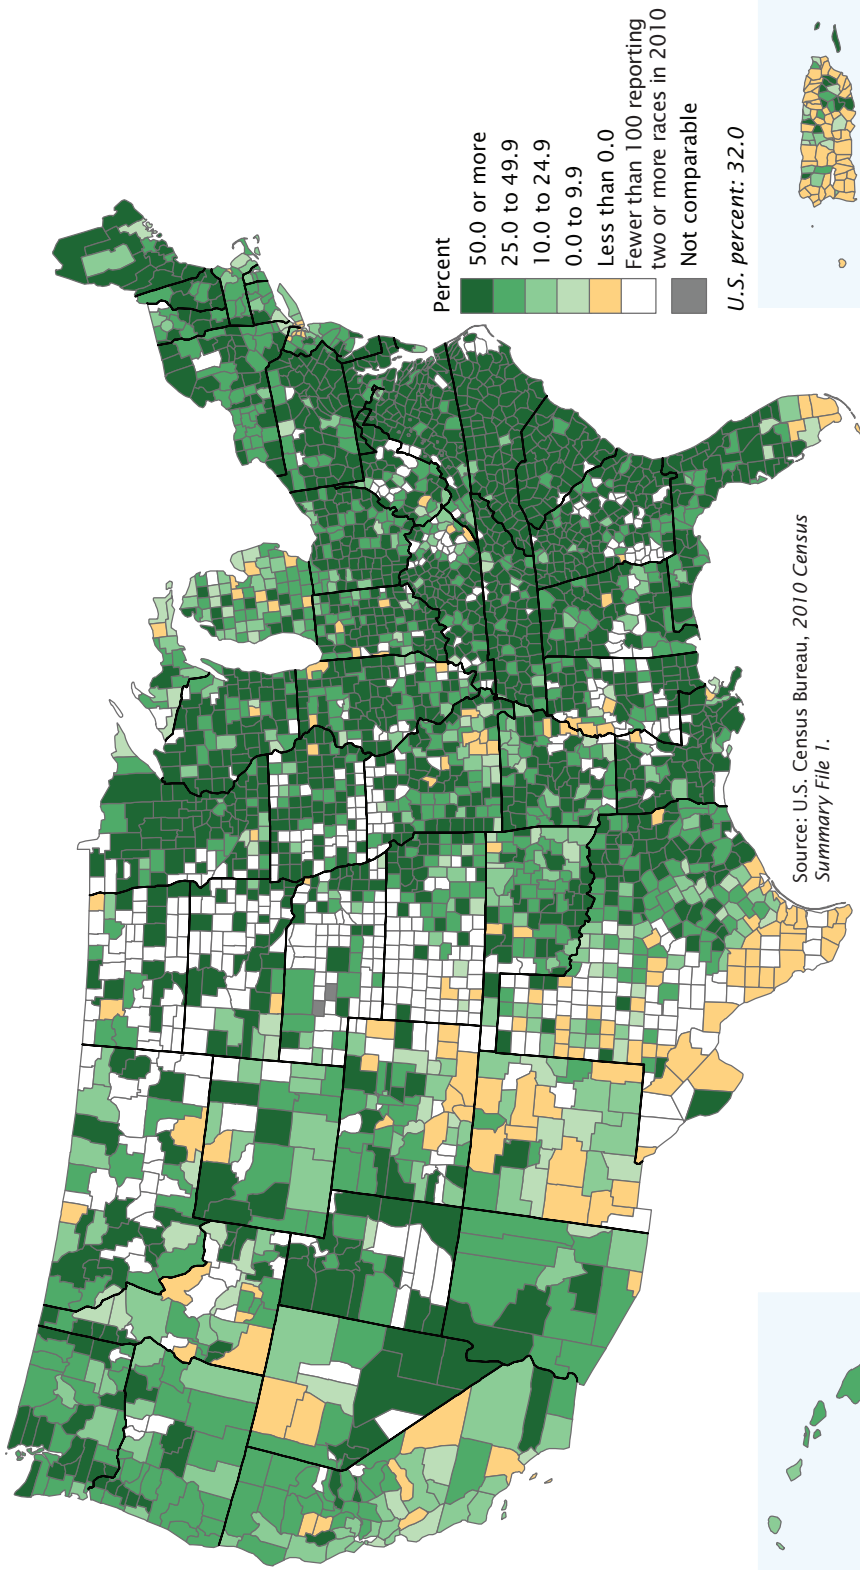 Percent
50.0 or more
25.0 to 49.9
10.0 to 24.9
0.0 to 9.9
Less than 0.0
Fewer than 100 reporting
two or more races in 2010
Not comparable
U.S. percent: 32.0
Source: U.S. Census Bureau, 2010 Census
Summary File 1.